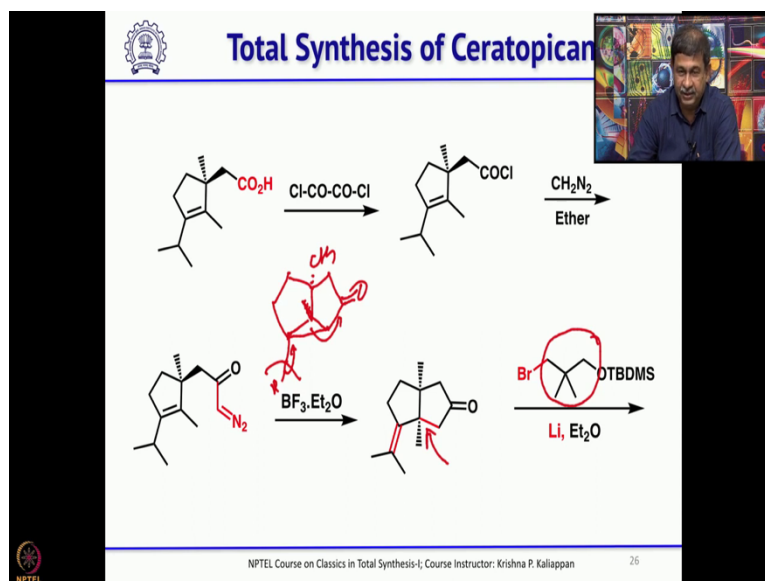 Total Synthesis of Ceratopican
CO₂H
Cl-CO-CO-Cl
COCl
CH₂N₂
Ether
CH₃
O
O
N₂
BF₃.Et₂O
O
Br
OTBDMS
Li, Et₂O
NPTEL
NPTEL Course on Classics in Total Synthesis-I; Course Instructor: Krishna P. Kaliappan
26